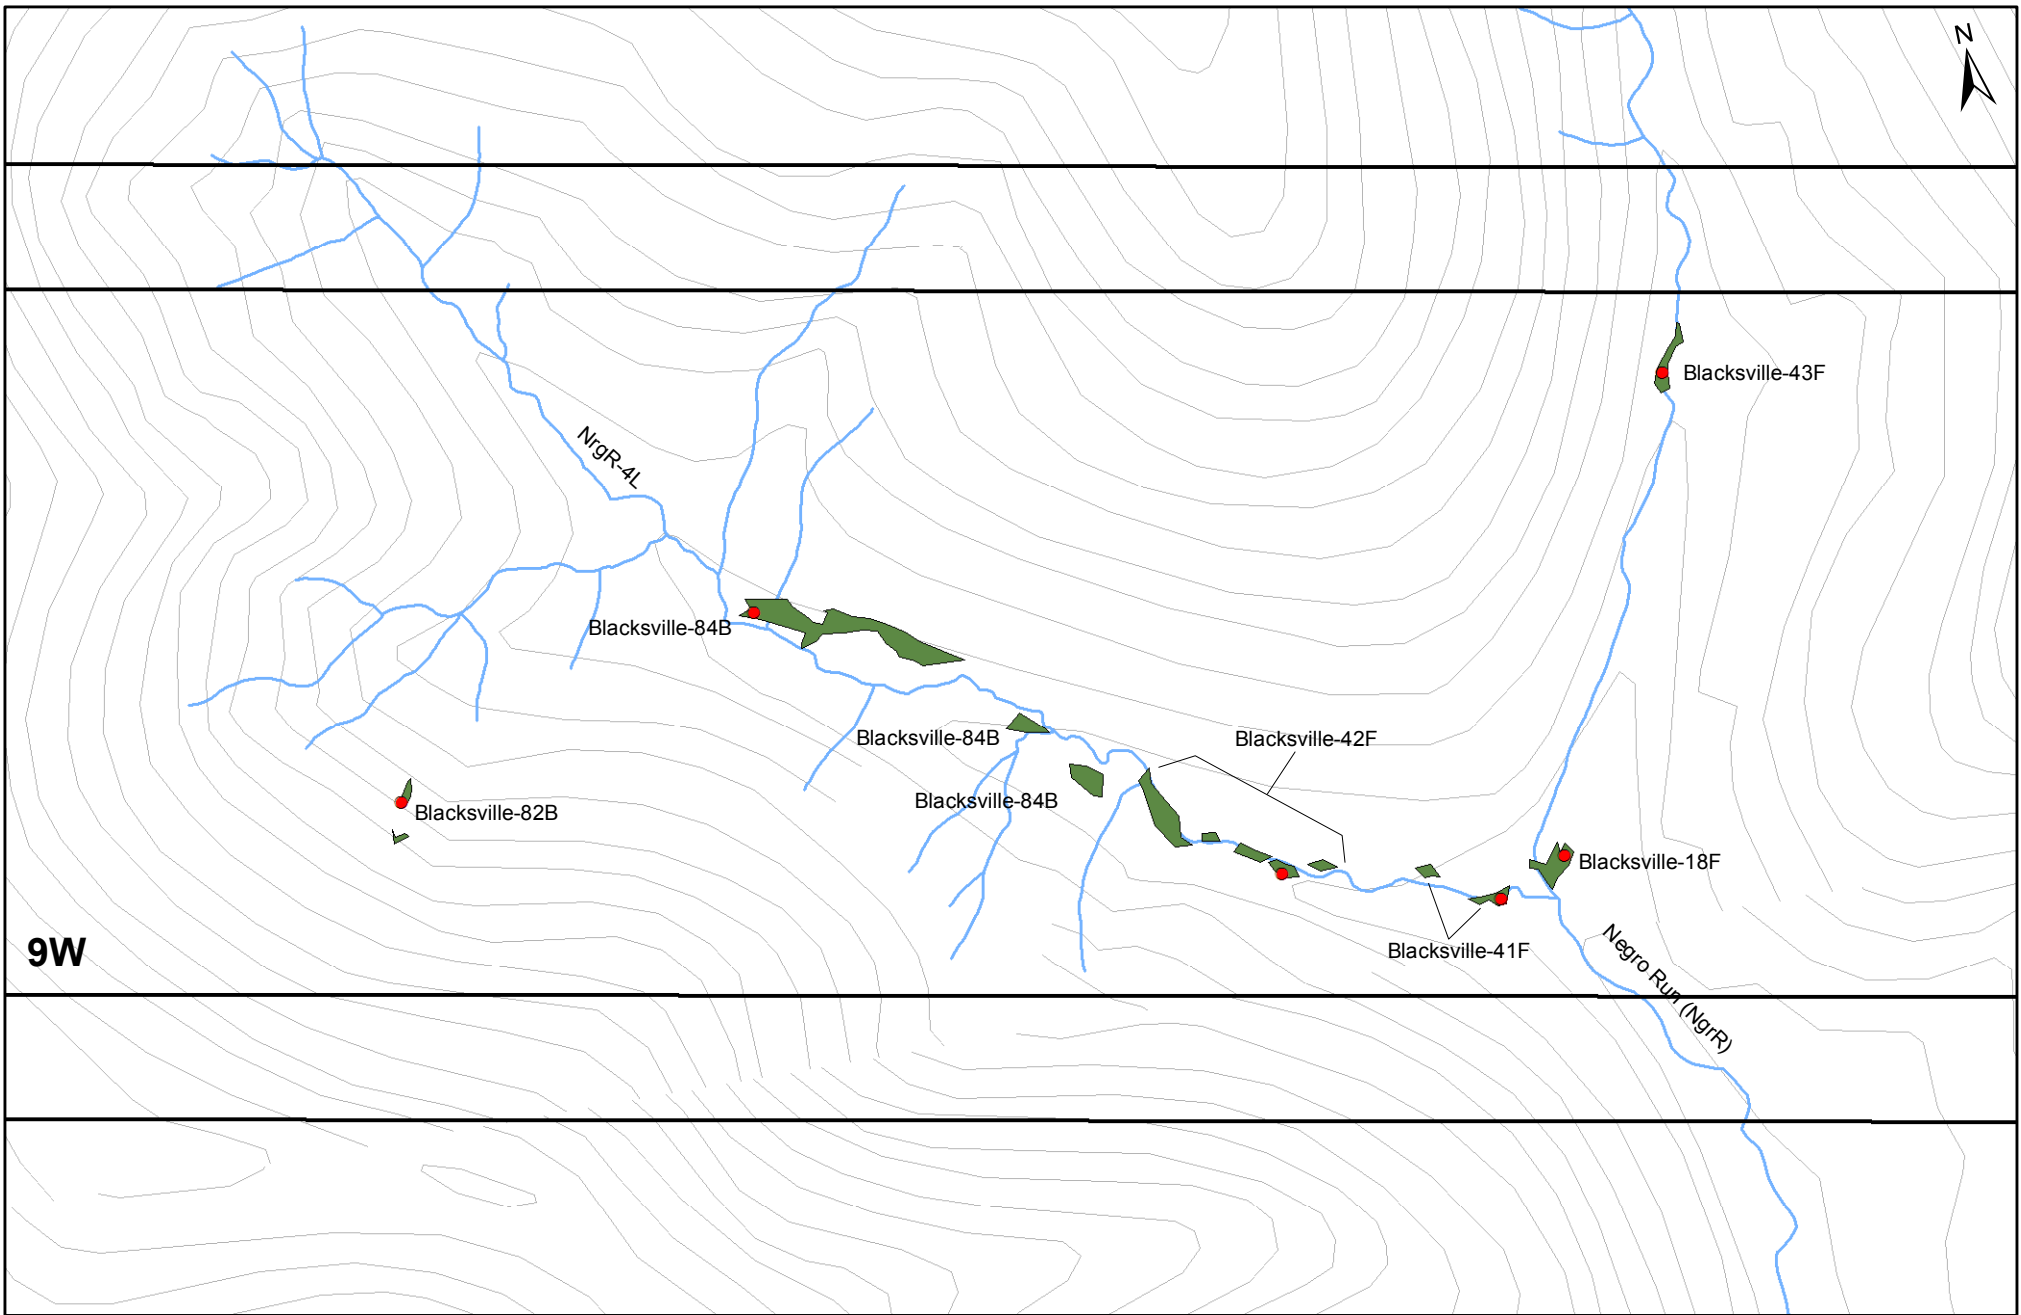 N
Blacksville-43F
NrgR-4L
Blacksville-84B
Blacksville-84B
Blacksville-42F
Blacksville-84B
Blacksville-82B
Blacksville-18F
Blacksville-41F
9W
Negro Run (NgrR)